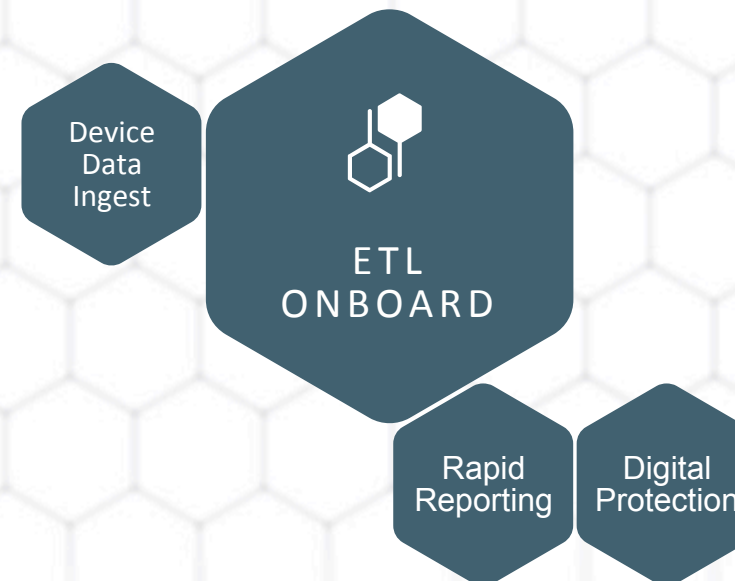 Device
Data
Ingest
ETL
ONBOARD
Rapid
Reporting
Digital
Protection